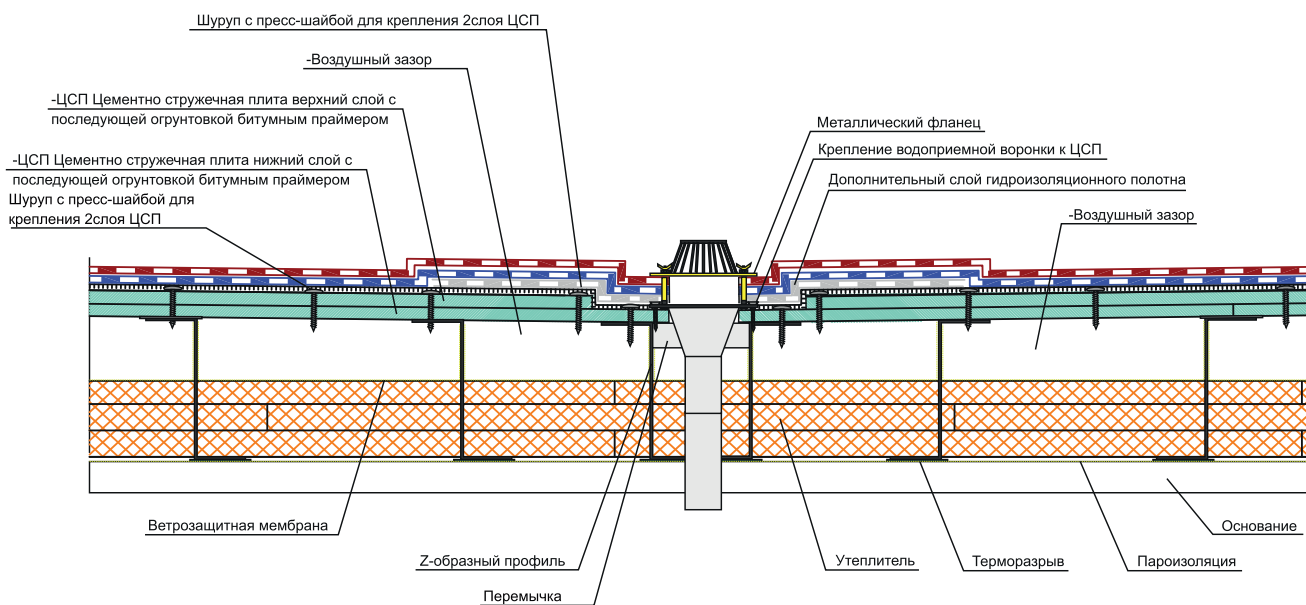 Шуруп с пресс-шайбой для крепления 2слоя ЦСП
-Воздушный зазор
-ЦСП Цементно стружечная плита верхний слой с
последующей огрунтовкой битумным праймером
-ЦСП Цементно стружечная плита нижний слой с
последующей огрунтовкой битумным праймером
Шуруп с пресс-шайбой для
крепления 2слоя ЦСП
Металлический фланец
Крепление водоприемной воронки к ЦСП
Дополнительный слой гидроизоляционного полотна
-Воздушный зазор
Ветрозащитная мембрана
Z-образный профиль
Перемычка
Утеплитель
Терморазрыв
Пароизоляция
Основание